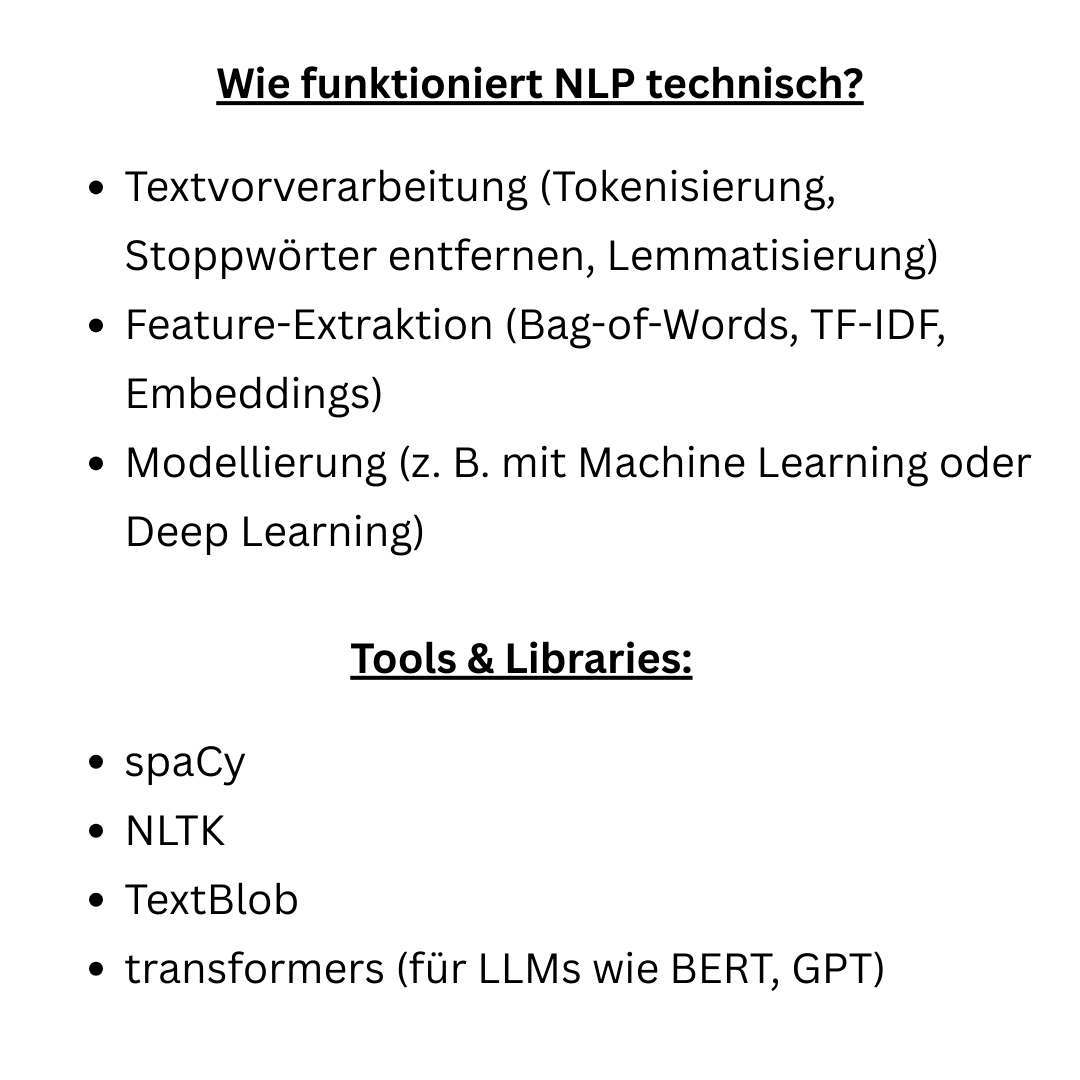 Wie funktioniert NLP technisch?
• Textvorverarbeitung (Tokenisierung,
Stoppwörter entfernen, Lemmatisierung)
• Feature-Extraktion (Bag-of-Words, TF-IDF,
Embeddings)
• Modellierung (z. B. mit Machine Learning oder
Deep Learning)
Tools & Libraries:
• spaCy
• NLTK
• TextBlob
• transformers (für LLMs wie BERT, GPT)